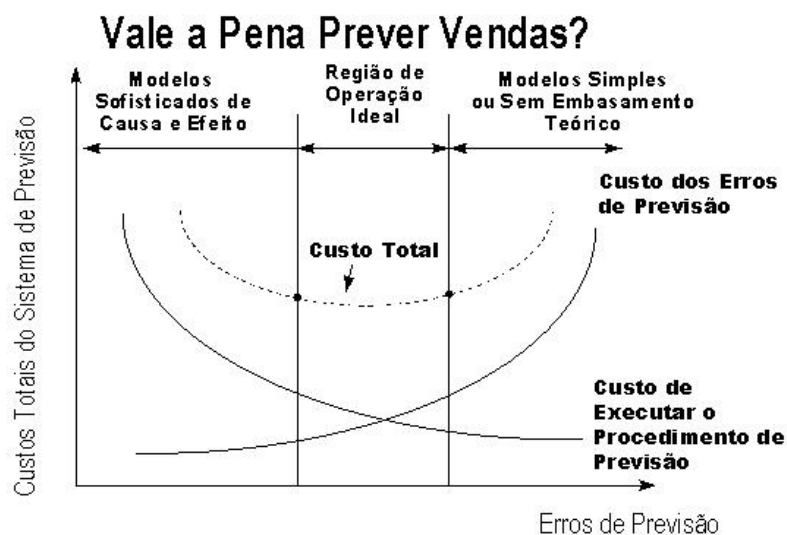 Vale a Pena Prever Vendas?
Modelos
Sofisticados de
Causa e Efeito
Região de
Operação
Ideal
Modelos Simples
ou Sem Embasamento
Teórico
Custos Totais do Sistema de Previsão
Custo dos Erros
de Previsão
Custo Total
Custo de
Executar o
Procedimento de
Previsão
Erros de Previsão